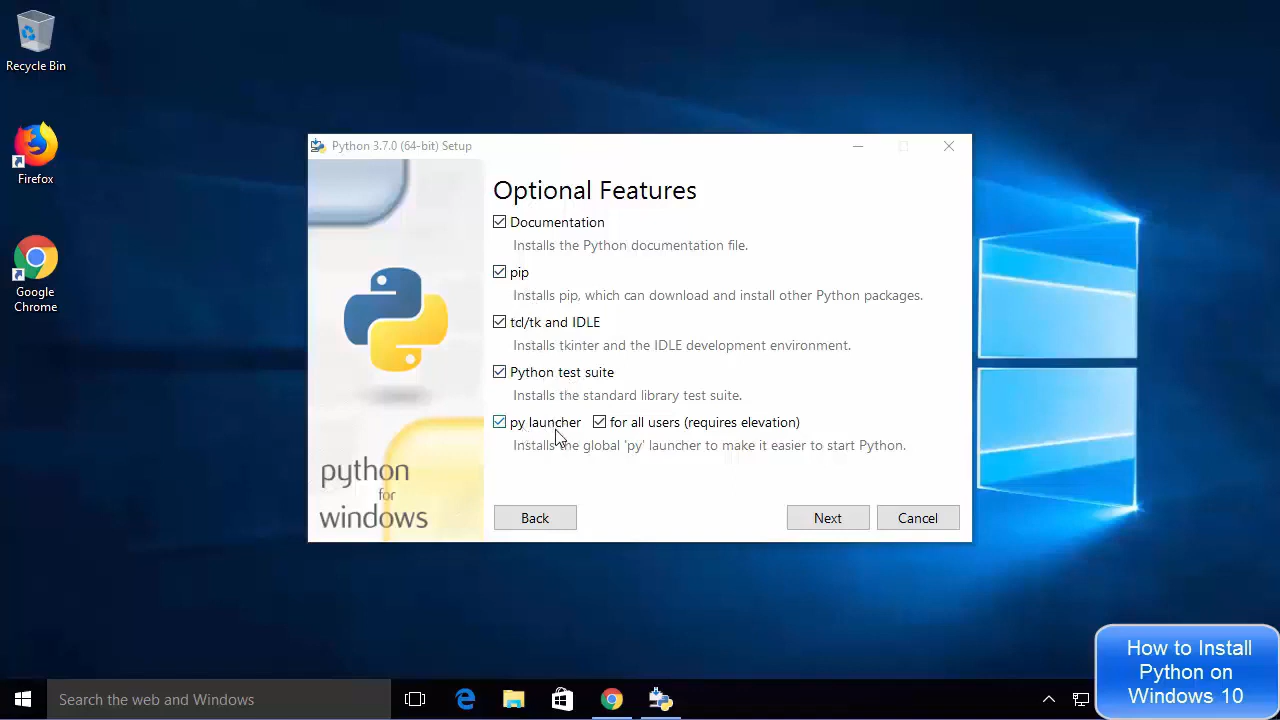 Recycle Bin
Firefox
Google
Chrome
Python 3.7.0 (64-bit) Setup
Optional Features
Documentation
Installs the Python documentation file.
pip
Installs pip, which can download and install other Python packages.
tcl/tk and IDLE
Installs tkinter and the IDLE development environment.
Python test suite
Installs the standard library test suite.
py launcher for all users (requires elevation)
Installs the global 'py' launcher to make it easier to start Python.
python
for
windows
Back
Next
Cancel
Search the web and Windows
How to Install
Python on
Windows 10